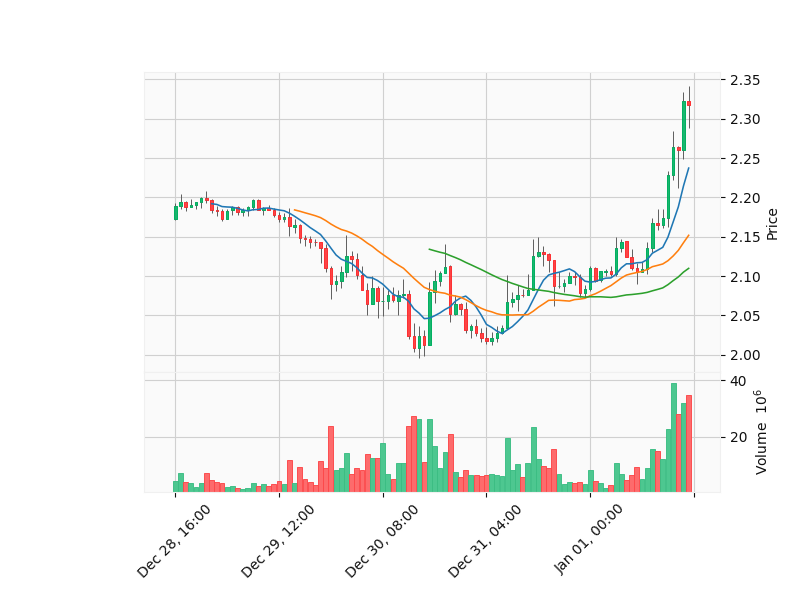 2.35
2.30
2.25
2.20
2.15
2.10
2.05
2.00
Price
40
20
Volume 10⁶
Dec 28, 16:00
Dec 29, 12:00
Dec 30, 08:00
Dec 31, 04:00
Jan 01, 00:00